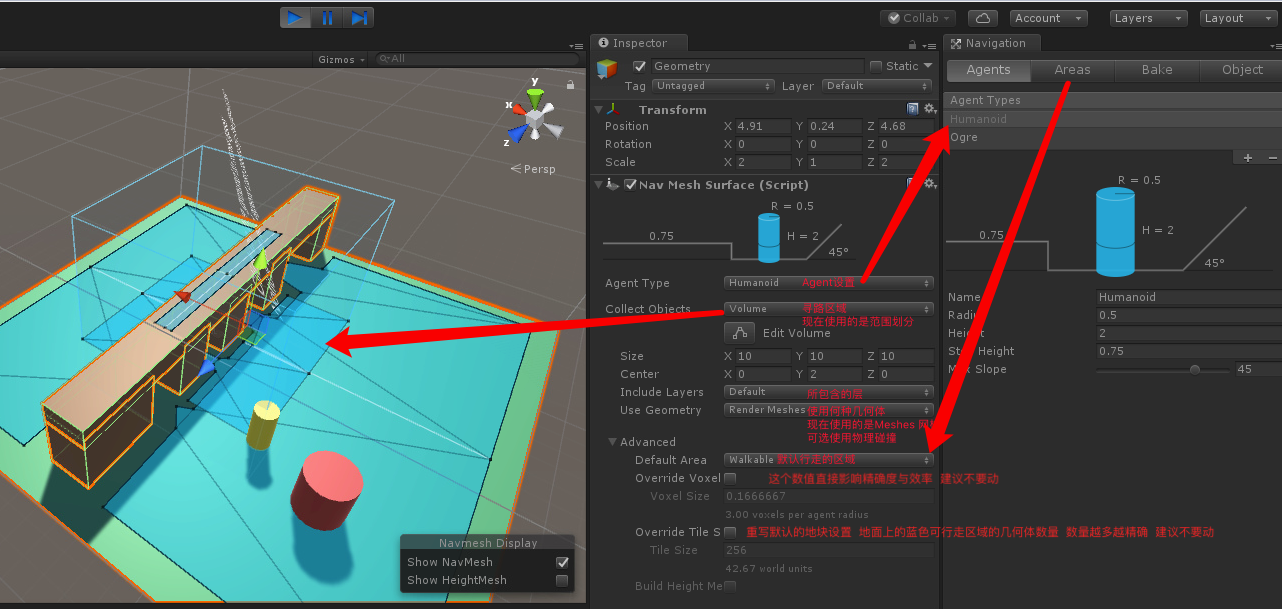 Collab
Account
Layers
Layout
Gizmos
All
y
x
z
Persp
Navmesh Display
Show NavMesh
Show HeightMesh
Inspector
Geometry
Static
Tag Untagged Layer Default
Transform
Position X 4.91 Y 0.24 Z 4.68
Rotation X 0 Y 0 Z 0
Scale X 2 Y 1 Z 2
Nav Mesh Surface (Script)
R = 0.5
0.75
H = 2
45°
Agent Type Humanoid Agent设置
Collect Objects Volume 寻路区域
现在使用的是范围划分
Edit Volume
Size X 10 Y 10 Z 10
Center X 0 Y 2 Z 0
Include Layers Default 所包含的层
Use Geometry Render Meshes 使用何种几何体
现在使用的是Meshes 网格
可选使用物理碰撞
Advanced
Default Area Walkable 默认行走的区域
Override Voxel 这个数值直接影响精确度与效率 建议不要动
Voxel Size 0.1666667
3.00 voxels per agent radius
Override Tile S 重写默认的地块设置 地面上的蓝色可行走区域的几何体数量 数量越多越精确 建议不要动
Tile Size 256
42.67 world units
Build Height Me
Navigation
Agents Areas Bake Object
Agent Types
Humanoid
Ogre
R = 0.5
0.75
H = 2
45°
Name Humanoid
Radius 0.5
Height 2
Step Height 0.75
Max Slope 45